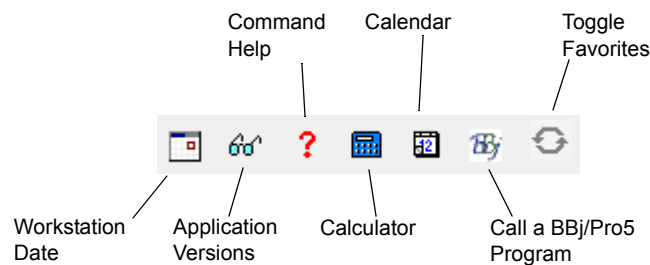 Command
Help
Calendar
Toggle
Favorites
?
12
BBj
Workstation
Date
Application
Versions
Calculator
Call a BBj/Pro5
Program